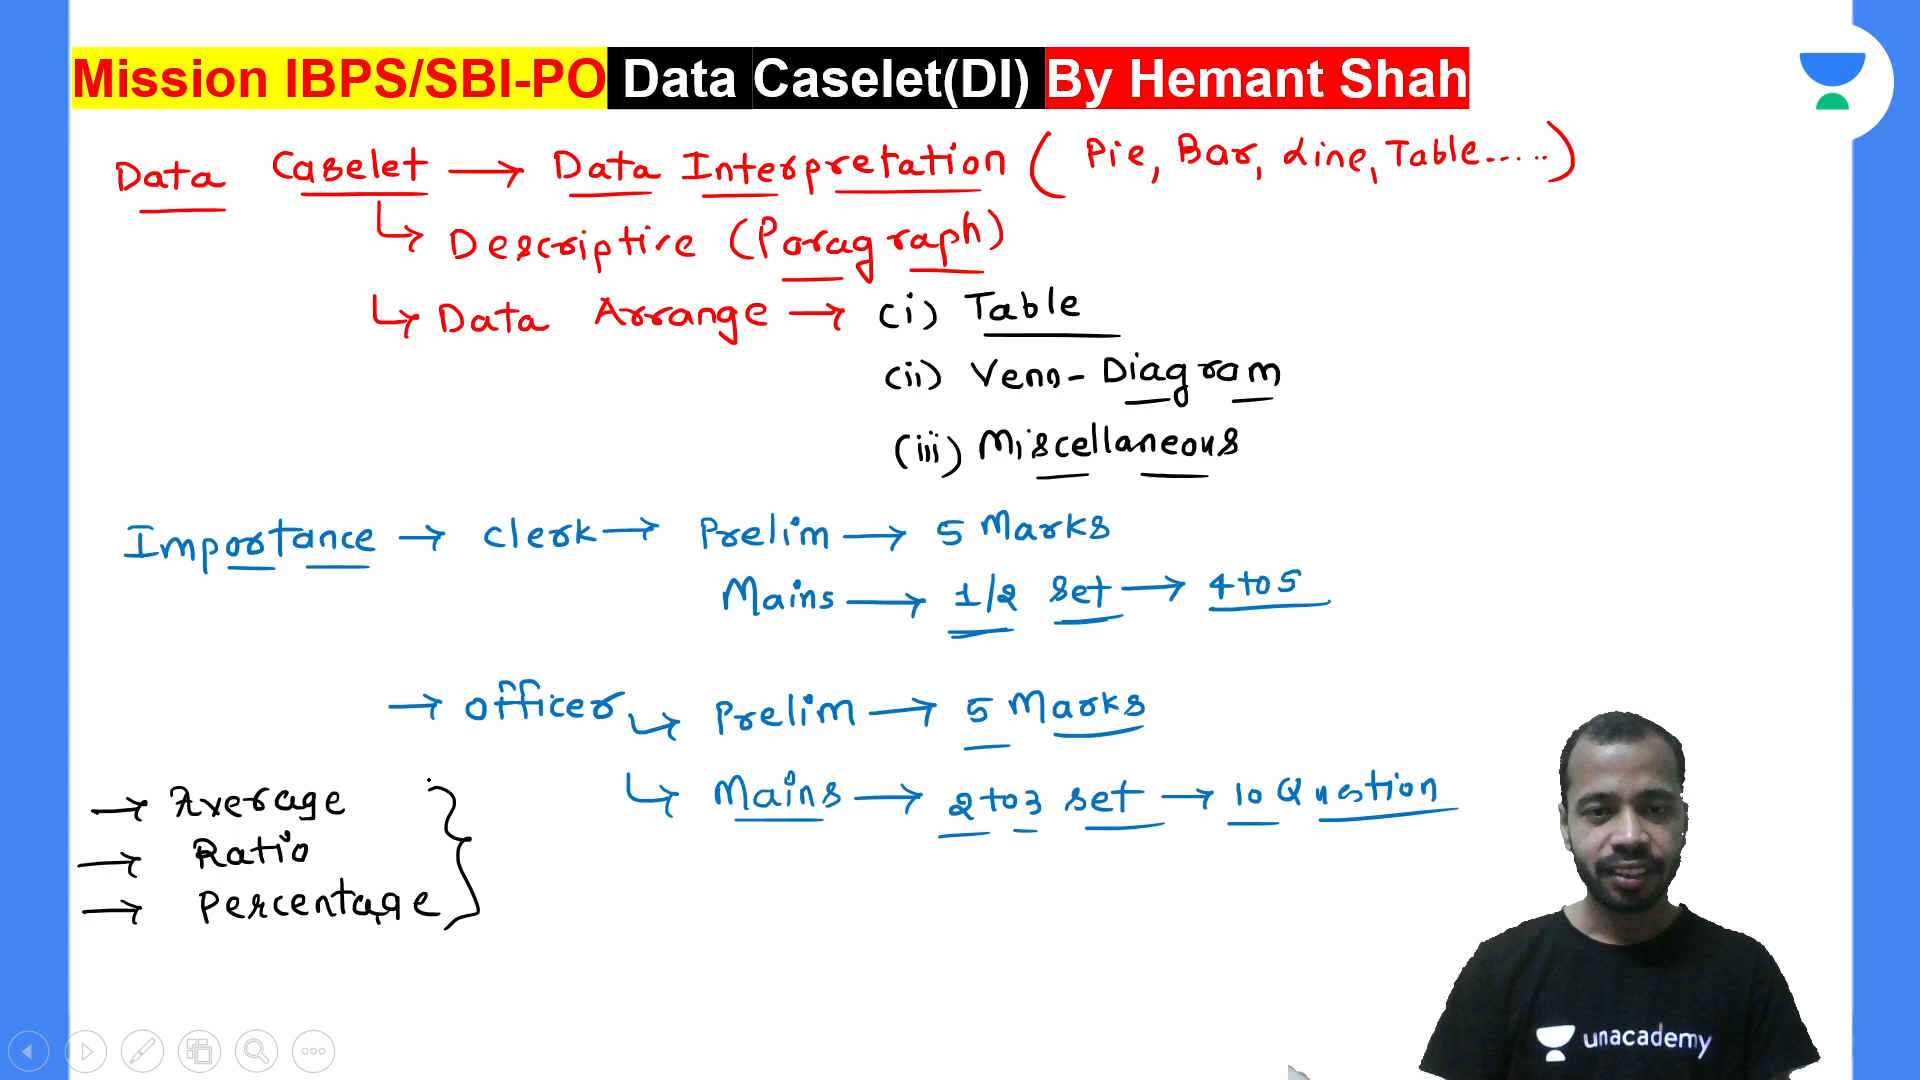 Mission IBPS/SBI-PO Data Caselet(DI) By Hemant Shah
Data Caselet → Data Interpretation ( Pie, Bar, Line, Table..... )
↳ Descriptive (Paragraph)
↳ Data Arrange → (i) Table
(ii) Venn-Diagram
(iii) Miscellaneous
Importance → Clerk → Prelim → 5 Marks
Mains → 1/2 set → 4 to 5
→ Officer ↳ Prelim → 5 Marks
↳ Mains → 2 to 3 set → 10 Question
→ Average
→ Ratio
→ Percentage
unacademy